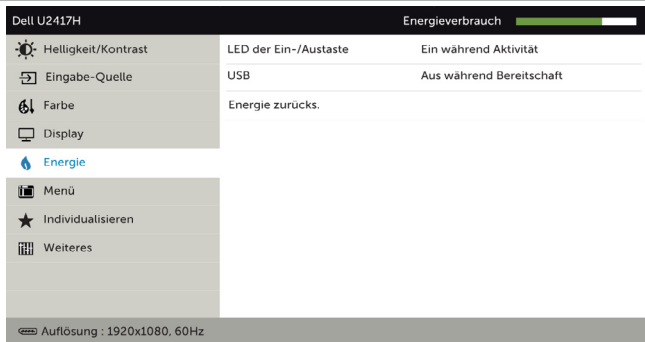 Dell U2417H Energieverbrauch
Helligkeit/Kontrast LED der Ein-/Austaste Ein während Aktivität
Eingabe-Quelle USB Aus während Bereitschaft
Farbe Energie zurücks.
Display
Energie
Menü
Individualisieren
Weiteres
Auflösung : 1920x1080, 60Hz